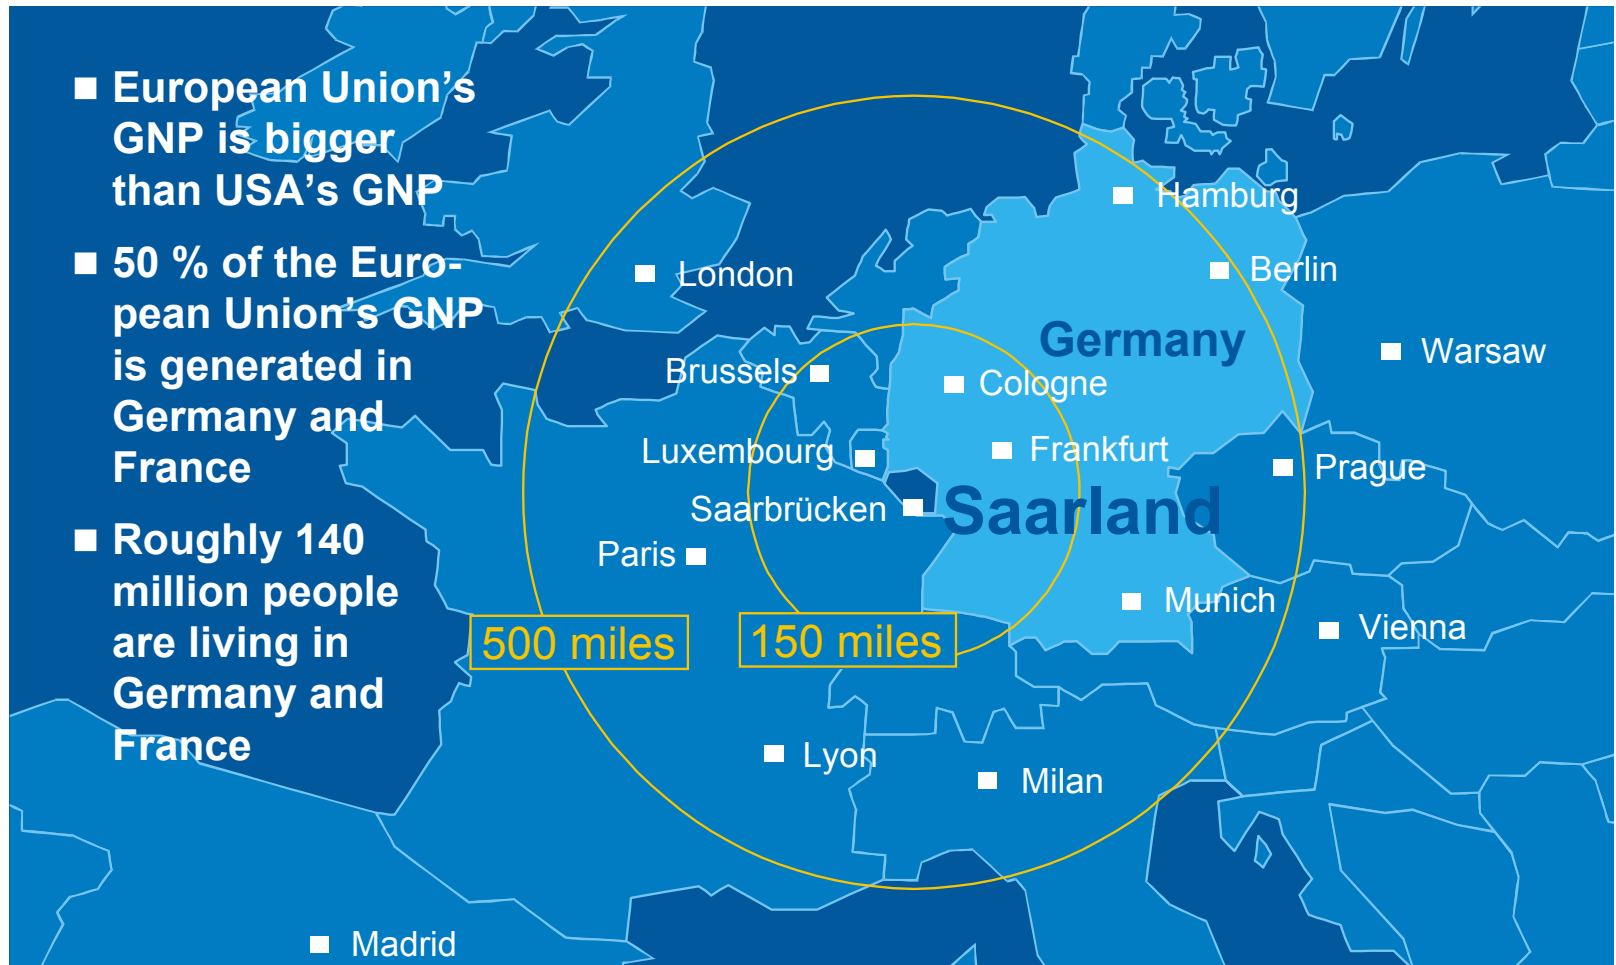 ■ European Union’s
GNP is bigger
than USA’s GNP
■ 50 % of the Euro-
pean Union’s GNP
is generated in
Germany and
France
■ Roughly 140
million people
are living in
Germany and
France
Hamburg
London
Berlin
Germany
Warsaw
Brussels
Cologne
Luxembourg
Frankfurt
Prague
Saarbrücken
Saarland
Paris
Munich
Vienna
500 miles
150 miles
Lyon
Milan
Madrid